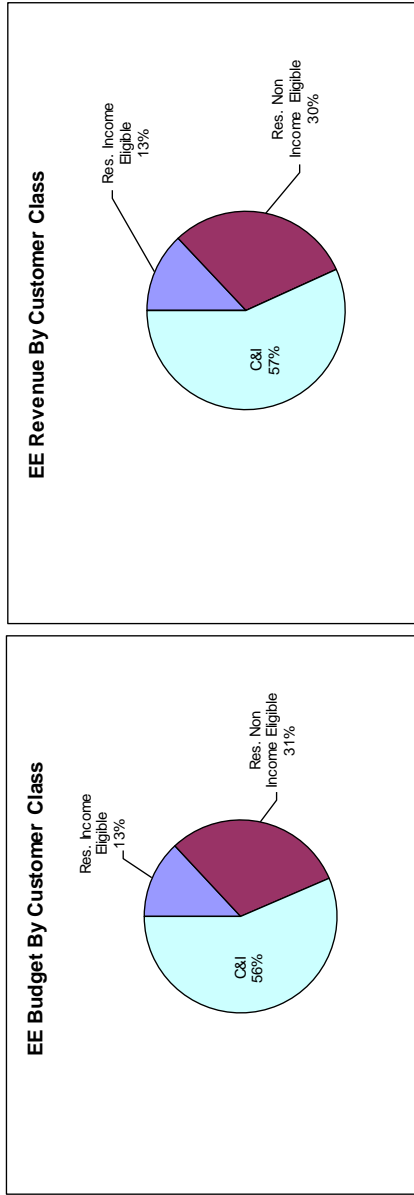 EE Budget By Customer Class
Res. Income
Eligible
13%
Res. Non
Income Eligible
31%
C&I
56%
EE Revenue By Customer Class
Res. Income
Eligible
13%
Res. Non
Income Eligible
30%
C&I
57%